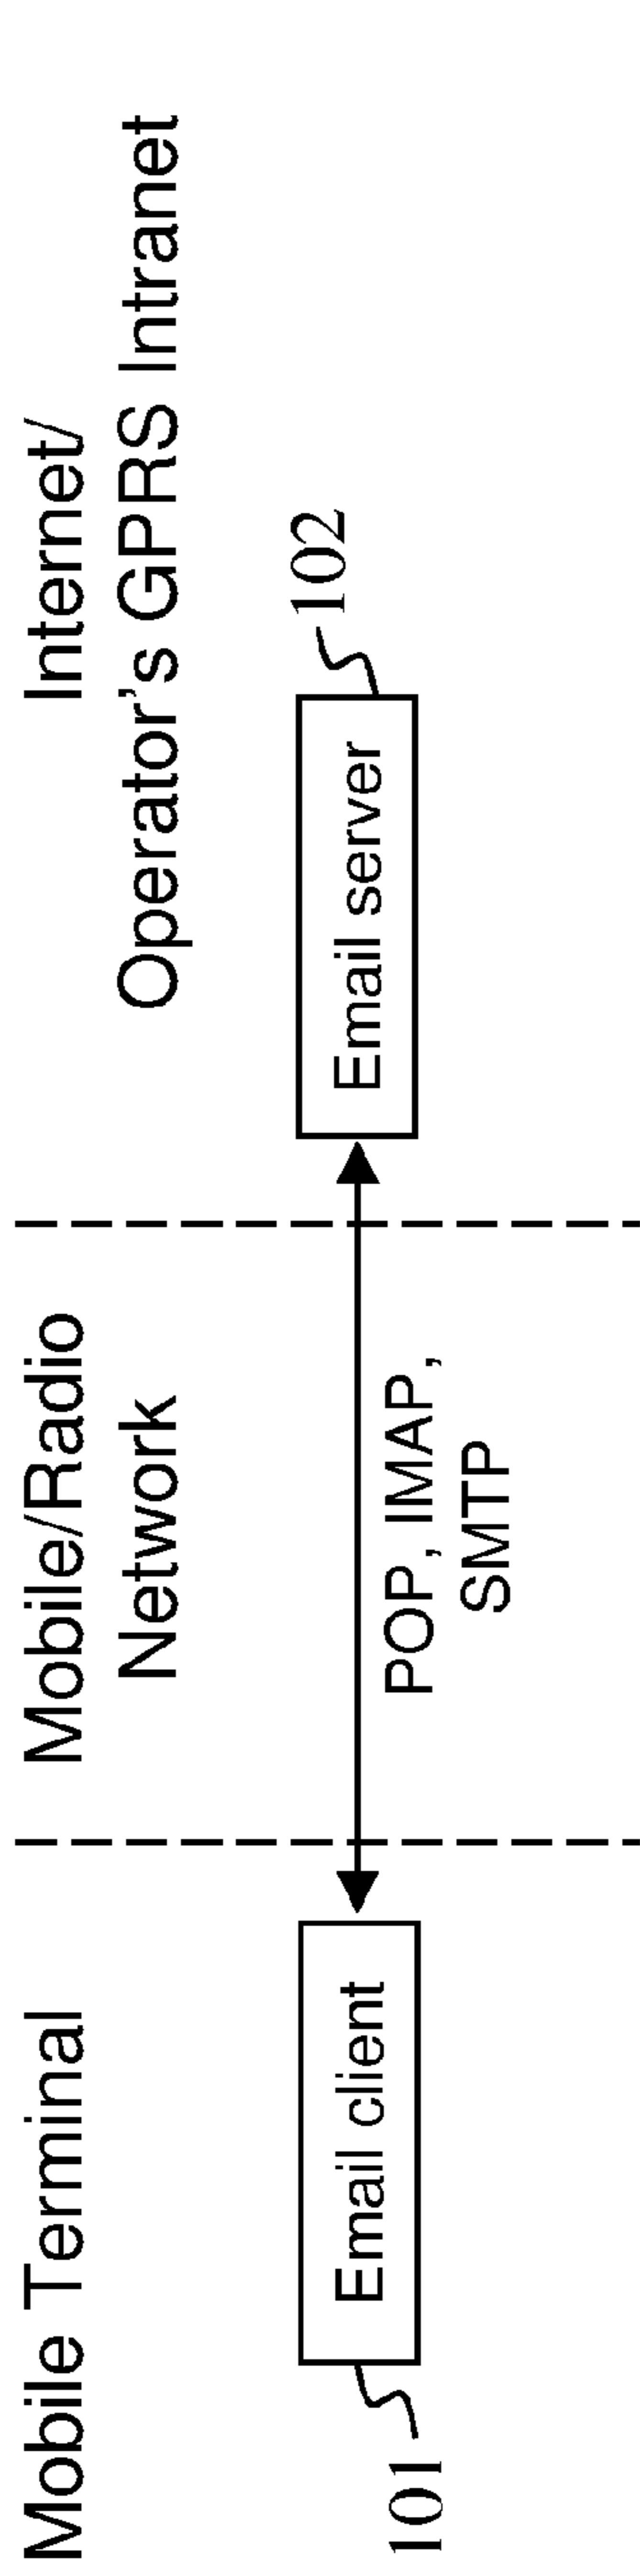 Mobile Terminal
Mobile/Radio
Network
Internet/
Operator's GPRS Intranet
101
Email client
POP, IMAP,
SMTP
Email server
102